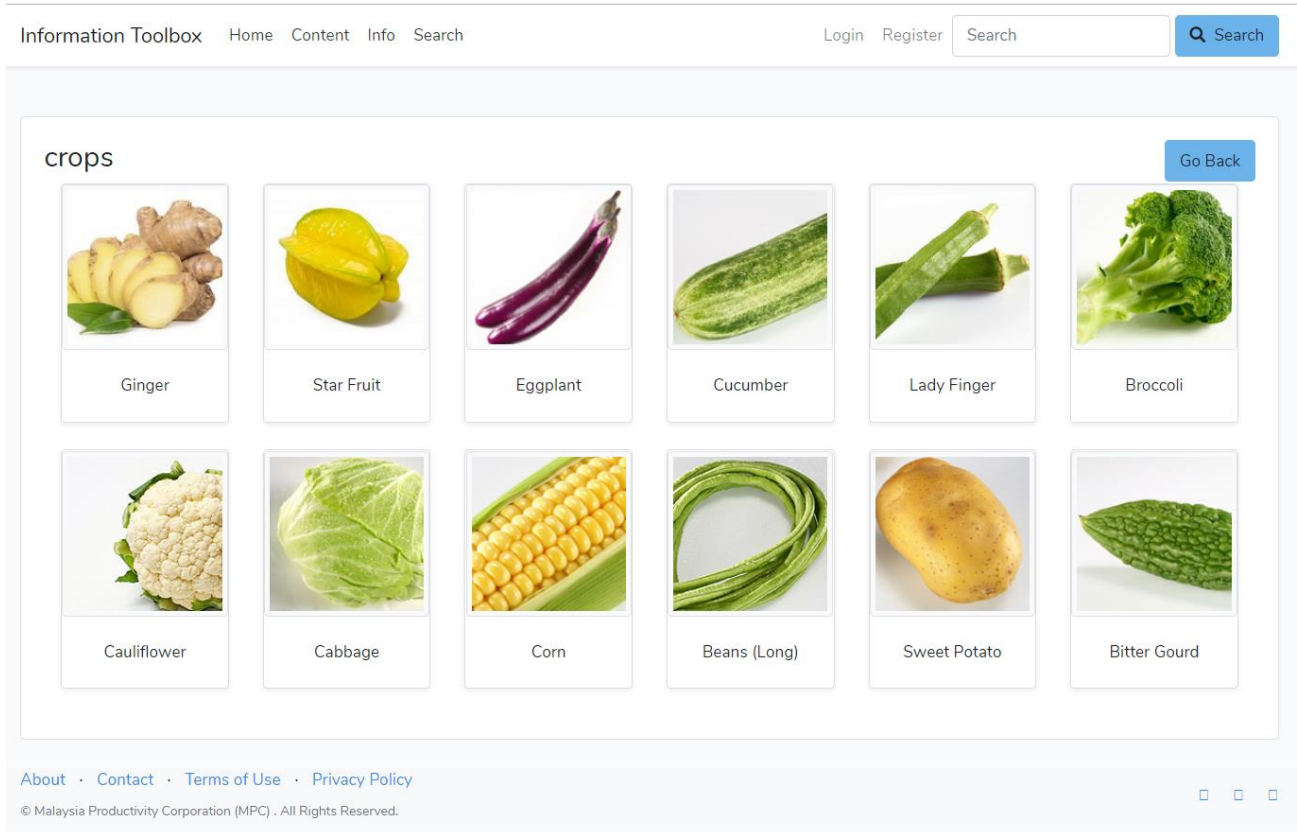 Information Toolbox Home Content Info Search Login Register Search Search
crops
Go Back
Ginger Star Fruit Eggplant Cucumber Lady Finger Broccoli
Cauliflower Cabbage Corn Beans (Long) Sweet Potato Bitter Gourd
About · Contact · Terms of Use · Privacy Policy
© Malaysia Productivity Corporation (MPC) . All Rights Reserved.